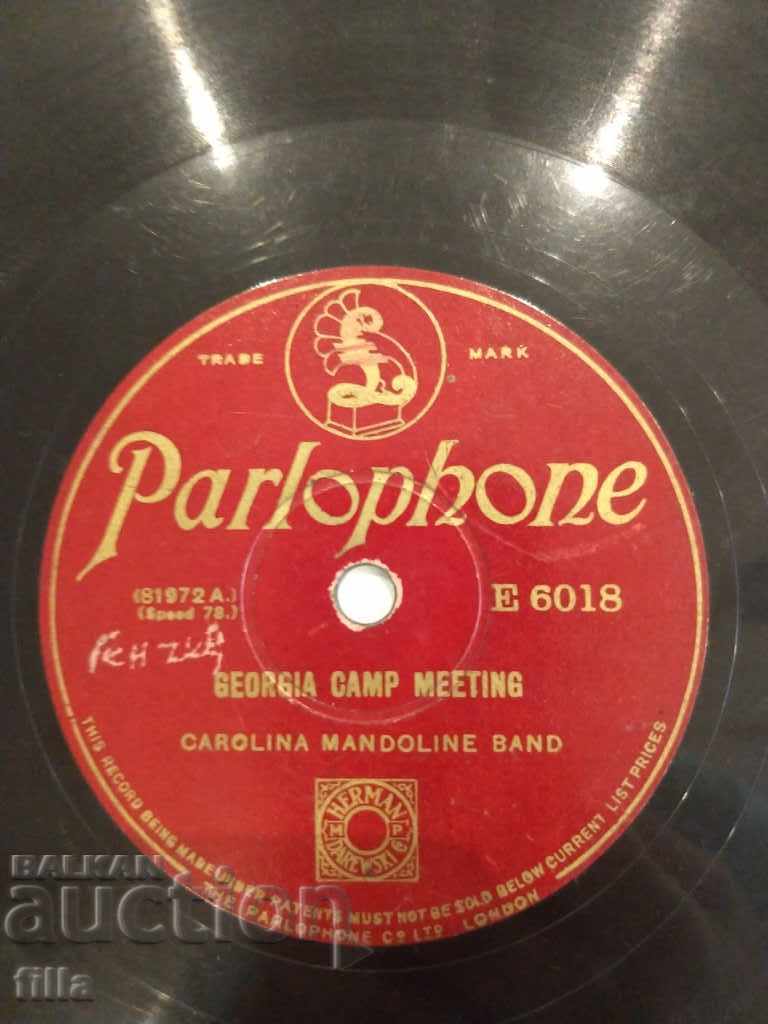 TRADE MARK
Parlophone
(81972 A.)
(Speed 78.)
E 6018
GEORGIA CAMP MEETING
CAROLINA MANDOLINE BAND
HERMAN
M P
DAREWSKI
THIS RECORD BEING MADE UNDER PATENTS MUST NOT BE SOLD BELOW CURRENT LIST PRICES
THE PARLOPHONE Co LTD LONDON
BALKAN
auction
filla